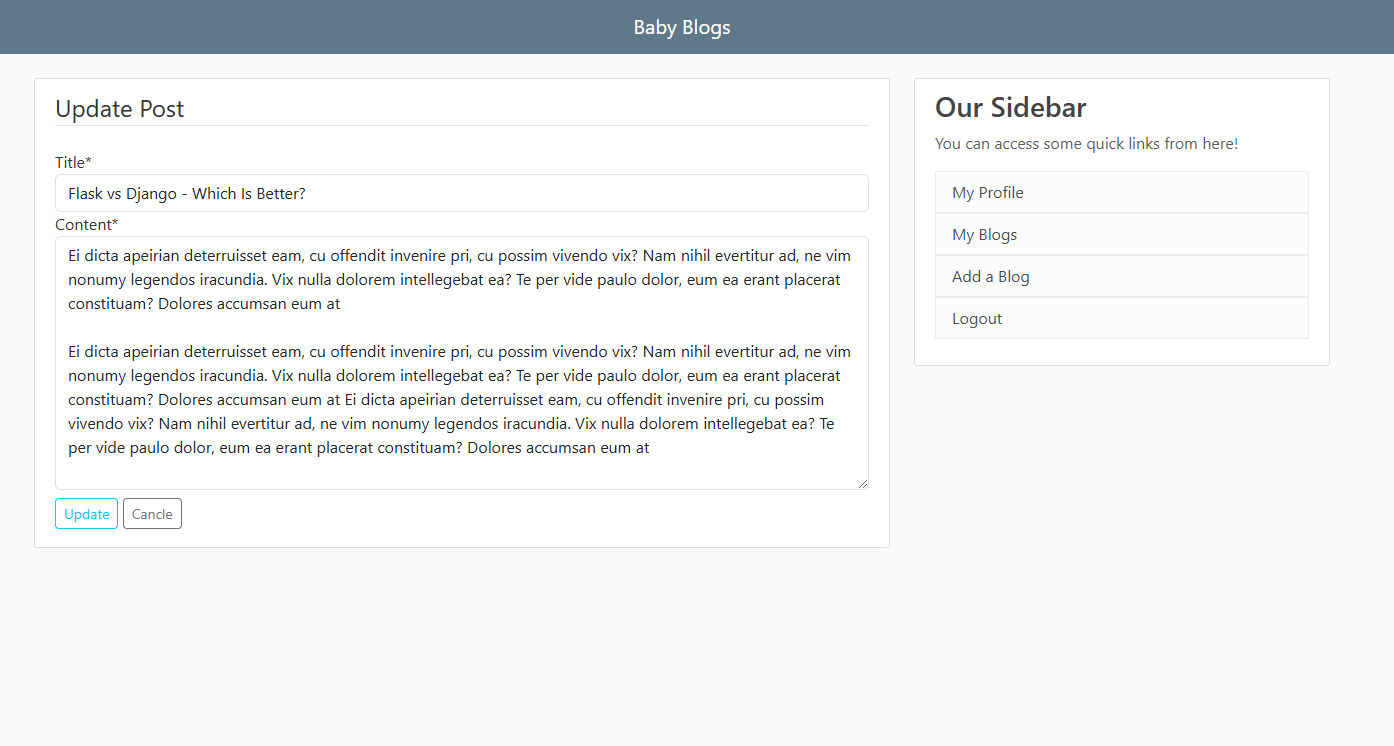 Baby Blogs
Update Post
Title*
Flask vs Django - Which Is Better?
Content*
Ei dicta apeirian deterruisset eam, cu offendit invenire pri, cu possim vivendo vix? Nam nihil evertitur ad, ne vim
nonumy legendos iracundia. Vix nulla dolorem intellegebat ea? Te per vide paulo dolor, eum ea erant placerat
constituam? Dolores accumsan eum at
Ei dicta apeirian deterruisset eam, cu offendit invenire pri, cu possim vivendo vix? Nam nihil evertitur ad, ne vim
nonumy legendos iracundia. Vix nulla dolorem intellegebat ea? Te per vide paulo dolor, eum ea erant placerat
constituam? Dolores accumsan eum at Ei dicta apeirian deterruisset eam, cu offendit invenire pri, cu possim
vivendo vix? Nam nihil evertitur ad, ne vim nonumy legendos iracundia. Vix nulla dolorem intellegebat ea? Te
per vide paulo dolor, eum ea erant placerat constituam? Dolores accumsan eum at
Update Cancle
Our Sidebar
You can access some quick links from here!
My Profile
My Blogs
Add a Blog
Logout